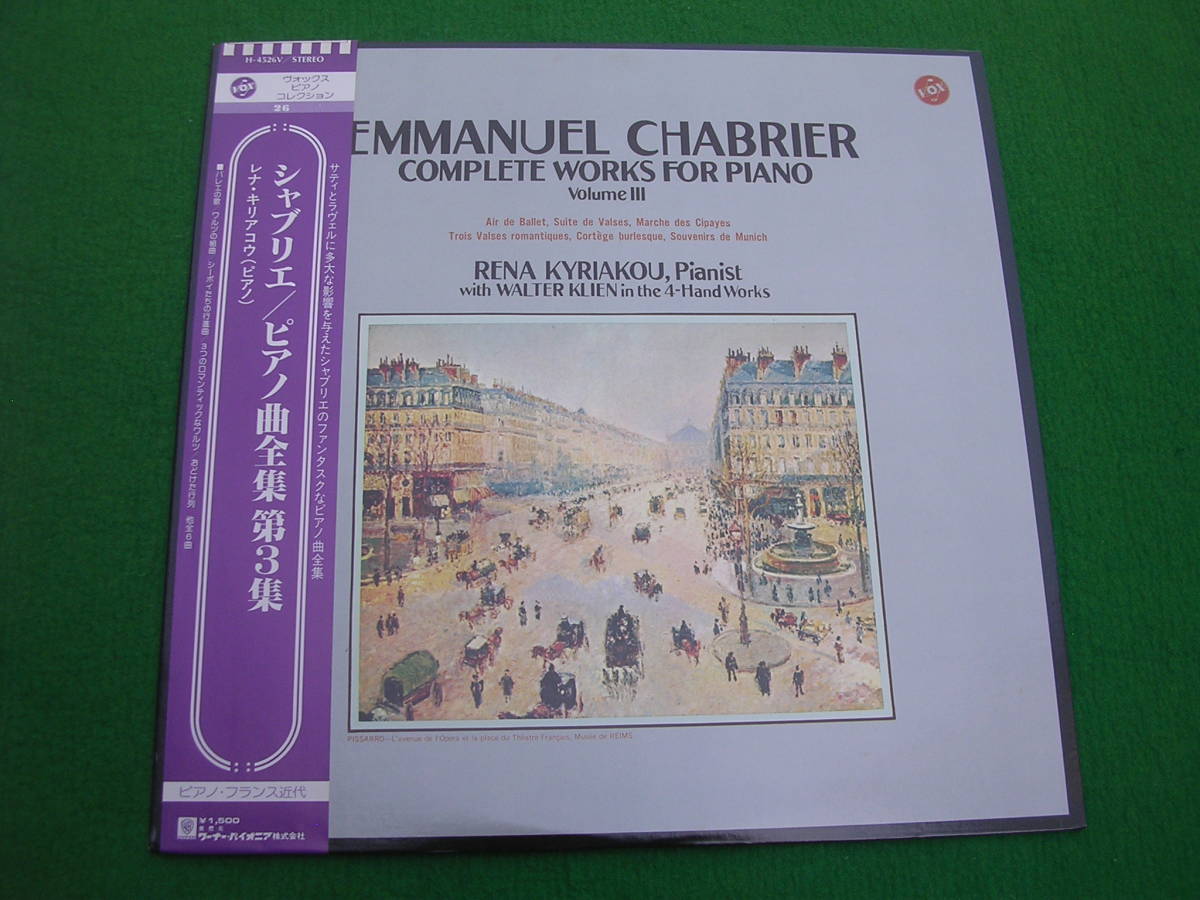 H-4526V/STEREO
VOX
ヴォックス
ピアノ
コレクション
26
サティとラヴェルに多大な影響を与えたシャブリエのファンタスクなピアノ曲全集
シャブリエ/ピアノ曲全集 第3集
レナ・キリアコウ(ピアノ)
■バレエの歌/ワルツの組曲/シーポイたちの行進曲/3つのロマンティックなワルツ/おどけた行列 他全6曲
ピアノ・フランス近代
¥1,500
発売元
ワーナー・パイオニア株式会社
VOX
EMMANUEL CHABRIER
COMPLETE WORKS FOR PIANO
Volume III
Air de Ballet, Suite de Valses, Marche des Cipayes
Trois Valses romantiques, Cortège burlesque, Souvenirs de Munich
RENA KYRIAKOU, Pianist
with WALTER KLIEN in the 4-Hand Works
PISSARRO—L'avenue de l'Opera et la place du Théatre Français, Musée de REIMS